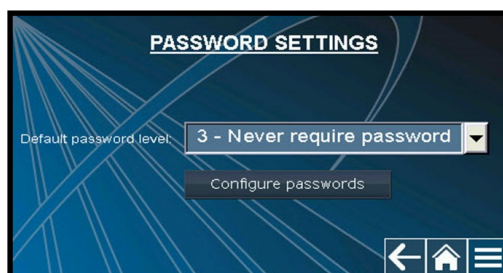 PASSWORD SETTINGS
Default password level: 3 - Never require password
Configure passwords